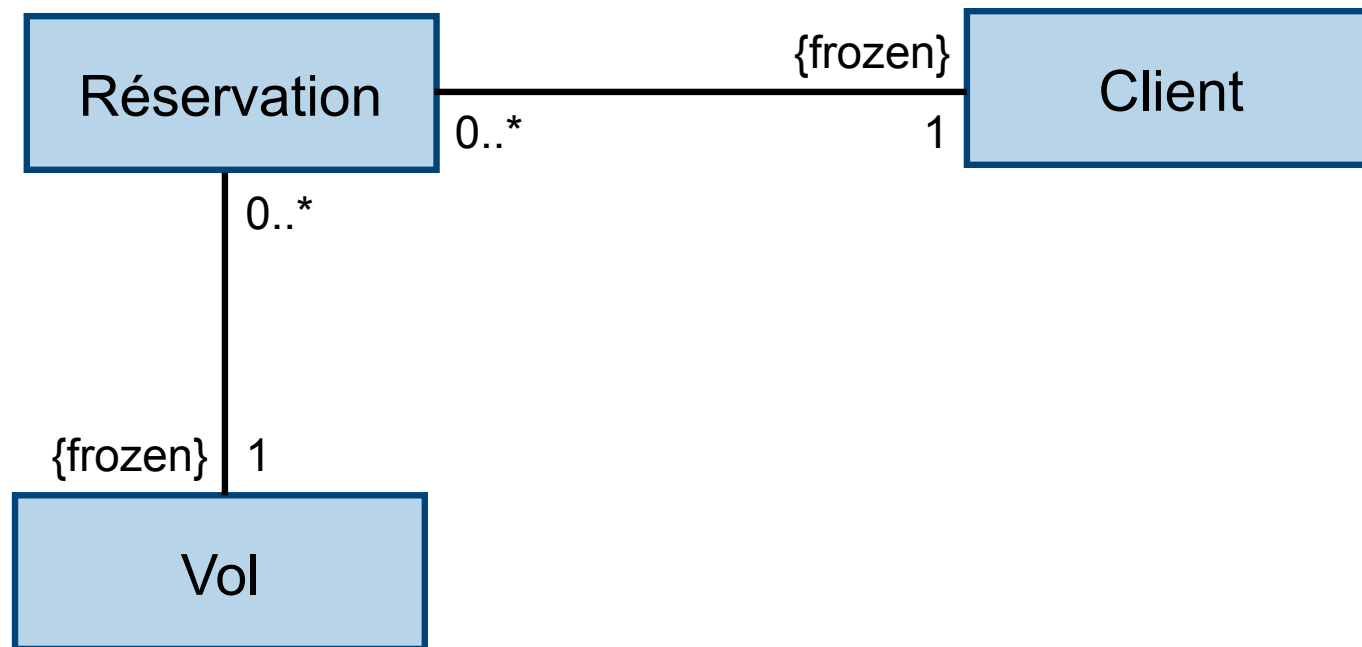 {frozen}
Réservation
Client
0..*
1
0..*
{frozen}
1
Vol